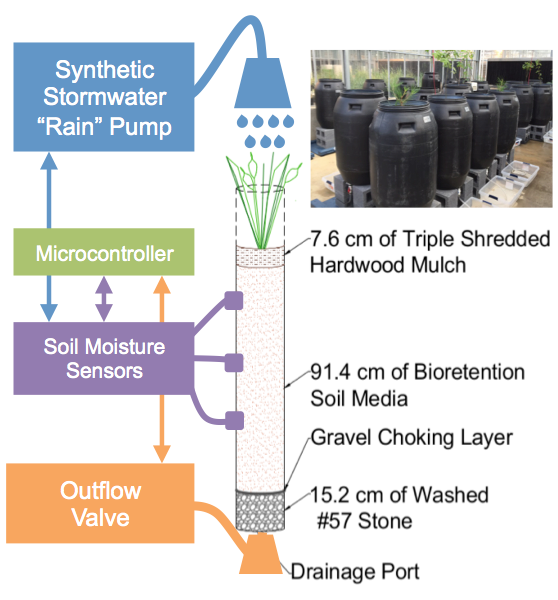 Synthetic
Stormwater
“Rain” Pump
Microcontroller
Soil Moisture
Sensors
Outflow
Valve
7.6 cm of Triple Shredded
Hardwood Mulch
91.4 cm of Bioretention
Soil Media
Gravel Choking Layer
15.2 cm of Washed
#57 Stone
Drainage Port